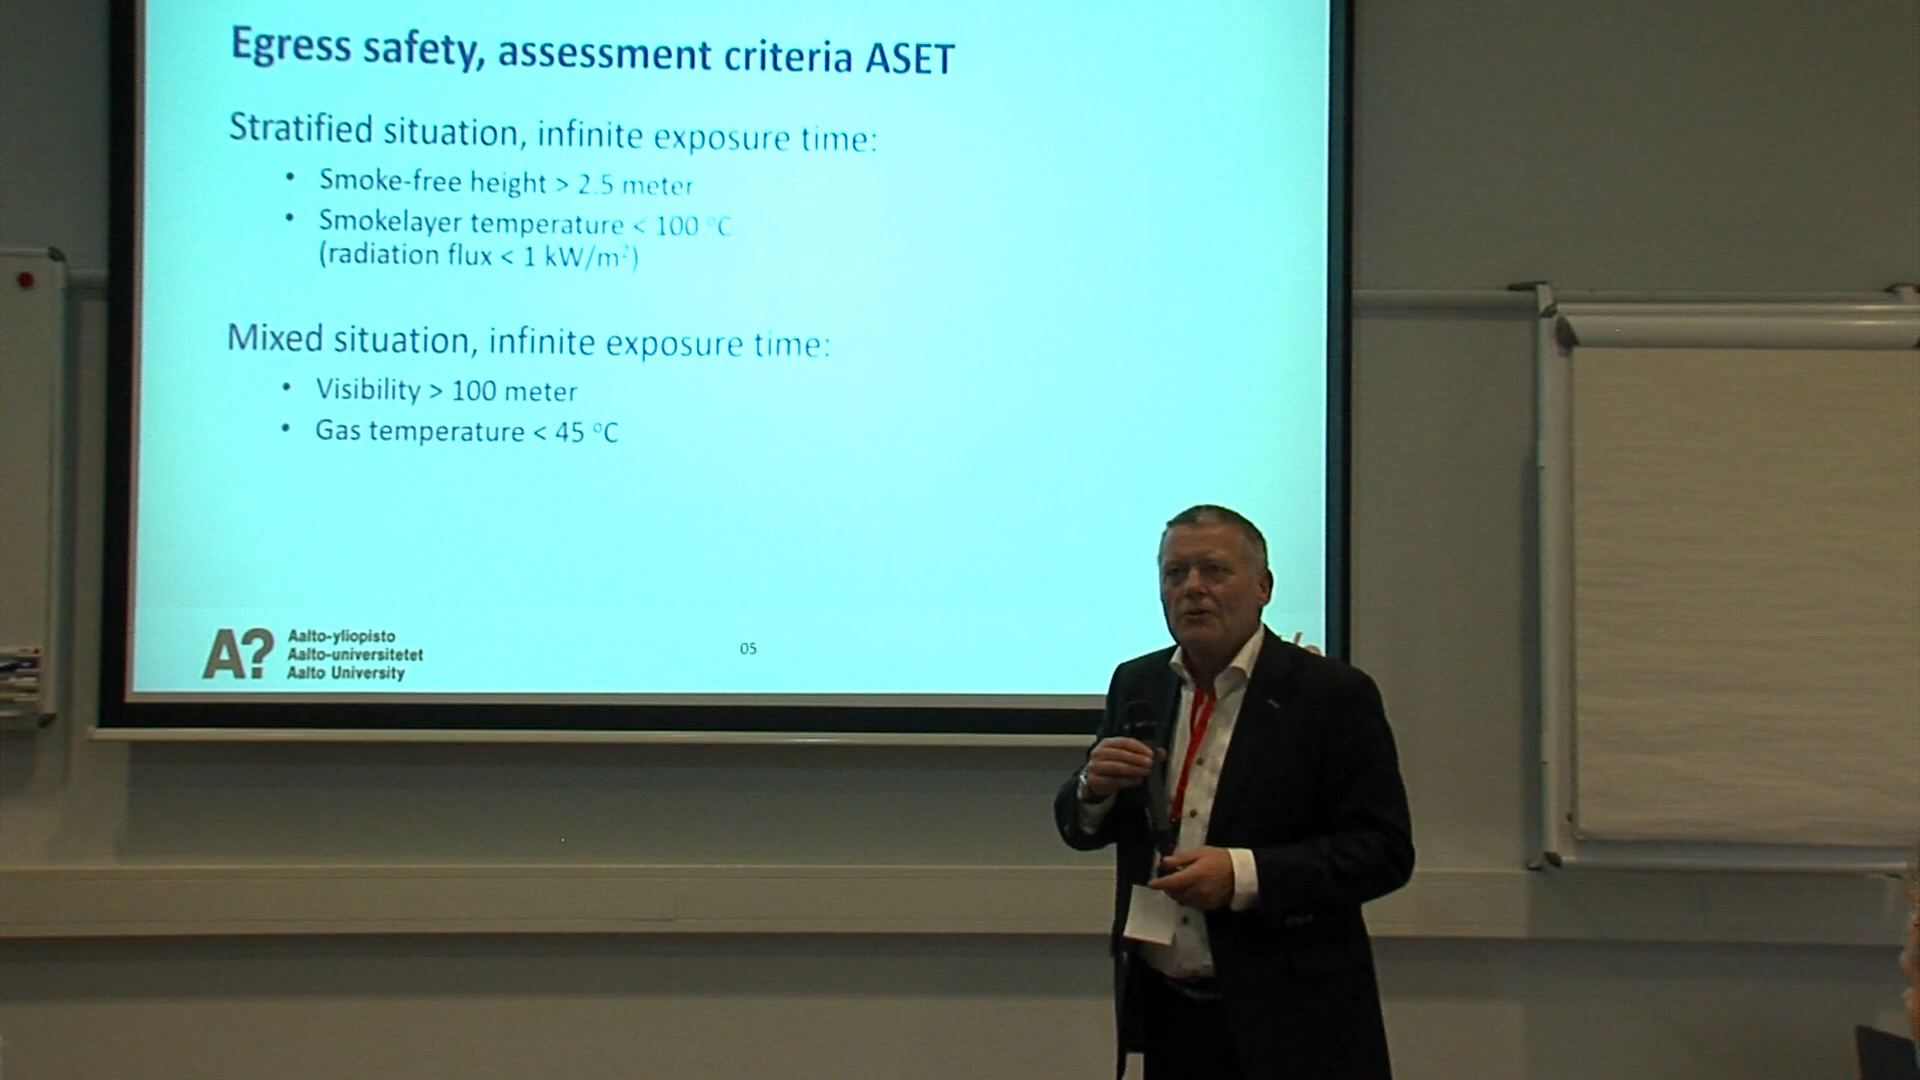 Egress safety, assessment criteria ASET
Stratified situation, infinite exposure time:
• Smoke-free height > 2.5 meter
• Smokelayer temperature < 100 °C
(radiation flux < 1 kW/m²)
Mixed situation, infinite exposure time:
• Visibility > 100 meter
• Gas temperature < 45 °C
A?
Aalto-yliopisto
Aalto-universitetet
Aalto University
05